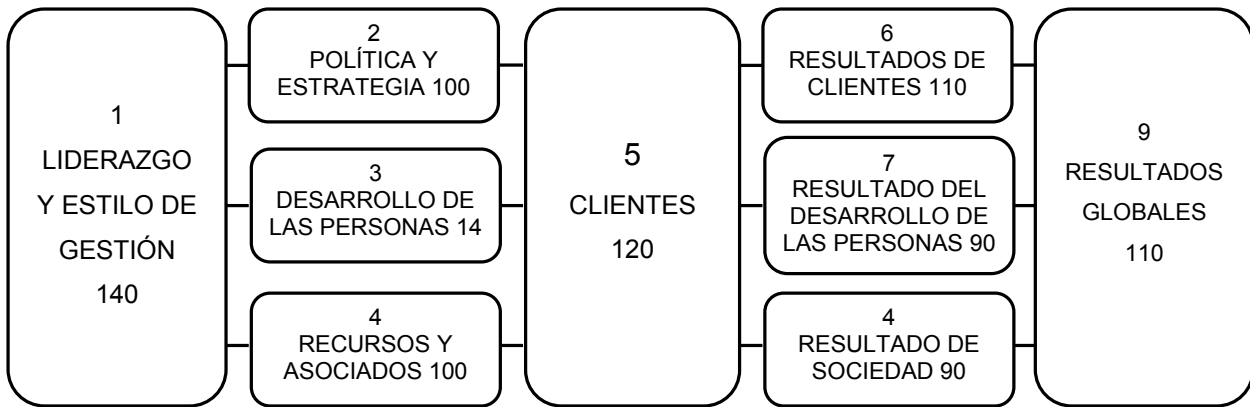 1
LIDERAZGO
Y ESTILO DE
GESTIÓN
140
2
POLÍTICA Y
ESTRATEGIA 100
3
DESARROLLO DE
LAS PERSONAS 14
4
RECURSOS Y
ASOCIADOS 100
5
CLIENTES
120
6
RESULTADOS DE
CLIENTES 110
7
RESULTADO DEL
DESARROLLO DE
LAS PERSONAS 90
4
RESULTADO DE
SOCIEDAD 90
9
RESULTADOS
GLOBALES
110